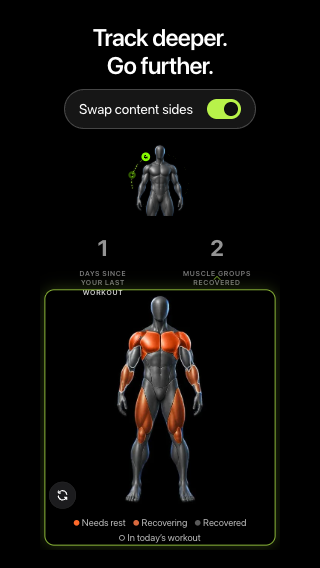 Track deeper.
Go further.
Swap content sides
1
DAYS SINCE
YOUR LAST
WORKOUT
2
MUSCLE GROUPS
RECOVERED
Needs rest
Recovering
Recovered
In today's workout